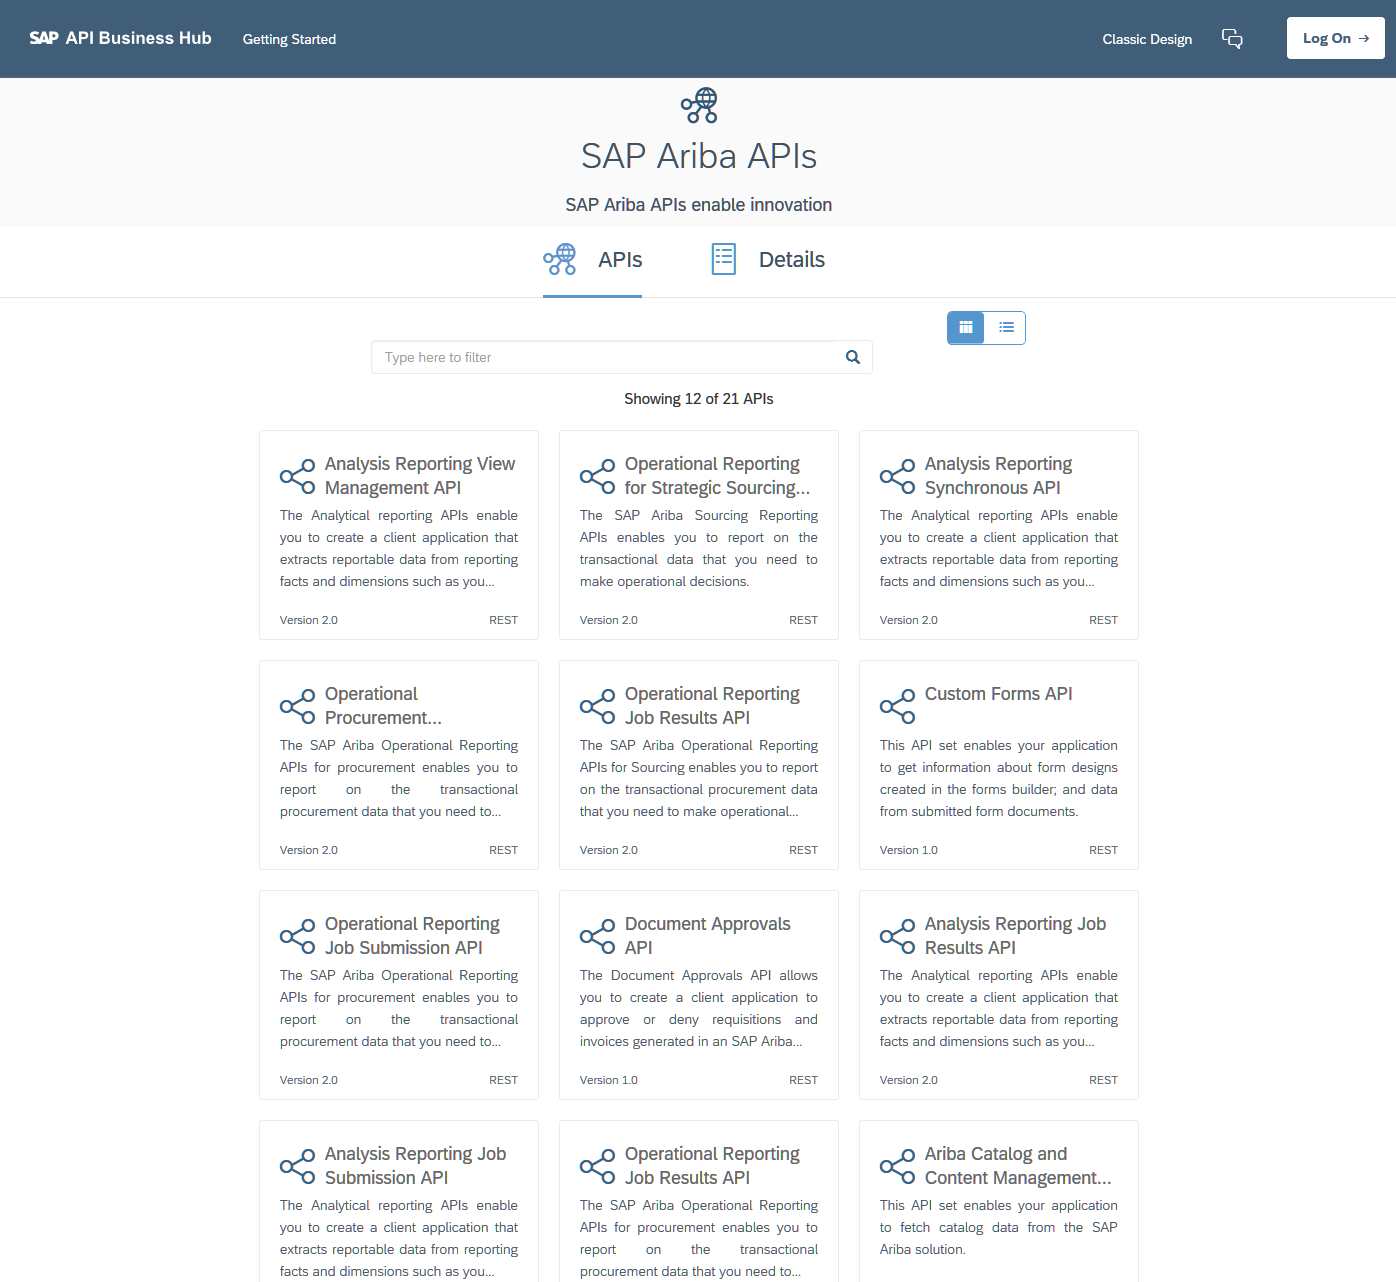 SAP API Business Hub
Getting Started
Classic Design
Log On →
SAP Ariba APIs
SAP Ariba APIs enable innovation
APIs
Details
Type here to filter
Showing 12 of 21 APIs
Analysis Reporting View
Management API
The Analytical reporting APIs enable
you to create a client application that
extracts reportable data from reporting
facts and dimensions such as you...
Version 2.0
REST
Operational Reporting
for Strategic Sourcing...
The SAP Ariba Sourcing Reporting
APIs enables you to report on the
transactional data that you need to
make operational decisions.
Version 2.0
REST
Analysis Reporting
Synchronous API
The Analytical reporting APIs enable
you to create a client application that
extracts reportable data from reporting
facts and dimensions such as you...
Version 2.0
REST
Operational
Procurement...
The SAP Ariba Operational Reporting
APIs for procurement enables you to
report on the transactional
procurement data that you need to...
Version 2.0
REST
Operational Reporting
Job Results API
The SAP Ariba Operational Reporting
APIs for Sourcing enables you to report
on the transactional procurement data
that you need to make operational...
Version 2.0
REST
Custom Forms API
This API set enables your application
to get information about form designs
created in the forms builder; and data
from submitted form documents.
Version 1.0
REST
Operational Reporting
Job Submission API
The SAP Ariba Operational Reporting
APIs for procurement enables you to
report on the transactional
procurement data that you need to...
Version 2.0
REST
Document Approvals
API
The Document Approvals API allows
you to create a client application to
approve or deny requisitions and
invoices generated in an SAP Ariba...
Version 1.0
REST
Analysis Reporting Job
Results API
The Analytical reporting APIs enable
you to create a client application that
extracts reportable data from reporting
facts and dimensions such as you...
Version 2.0
REST
Analysis Reporting Job
Submission API
The Analytical reporting APIs enable
you to create a client application that
extracts reportable data from reporting
facts and dimensions such as you...
Operational Reporting
Job Results API
The SAP Ariba Operational Reporting
APIs for procurement enables you to
report on the transactional
procurement data that you need to...
Ariba Catalog and
Content Management...
This API set enables your application
to fetch catalog data from the SAP
Ariba solution.